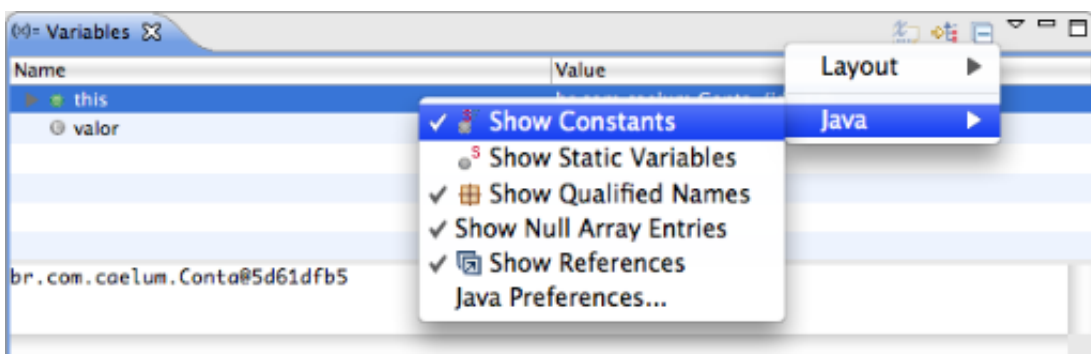 (x)= Variables
Name Value
Layout
this
Java
valor
Show Constants
Show Static Variables
Show Qualified Names
Show Null Array Entries
Show References
Java Preferences...
br.com.caelum.Conta@5d61dfb5